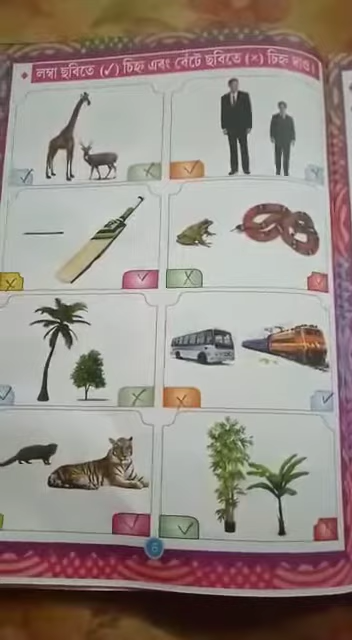 ◆ লম্বা ছবিতে (✓) চিহ্ন এবং বেঁটে ছবিতে (×) চিহ্ন দাও।